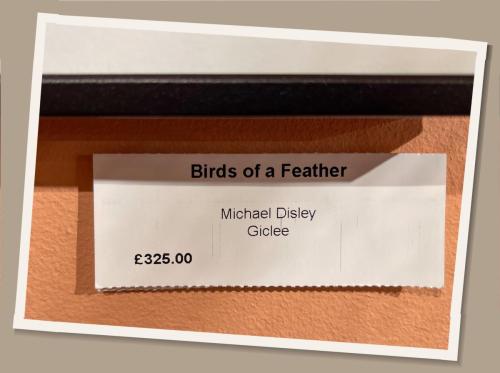 Birds of a Feather
Michael Disley
Giclee
£325.00